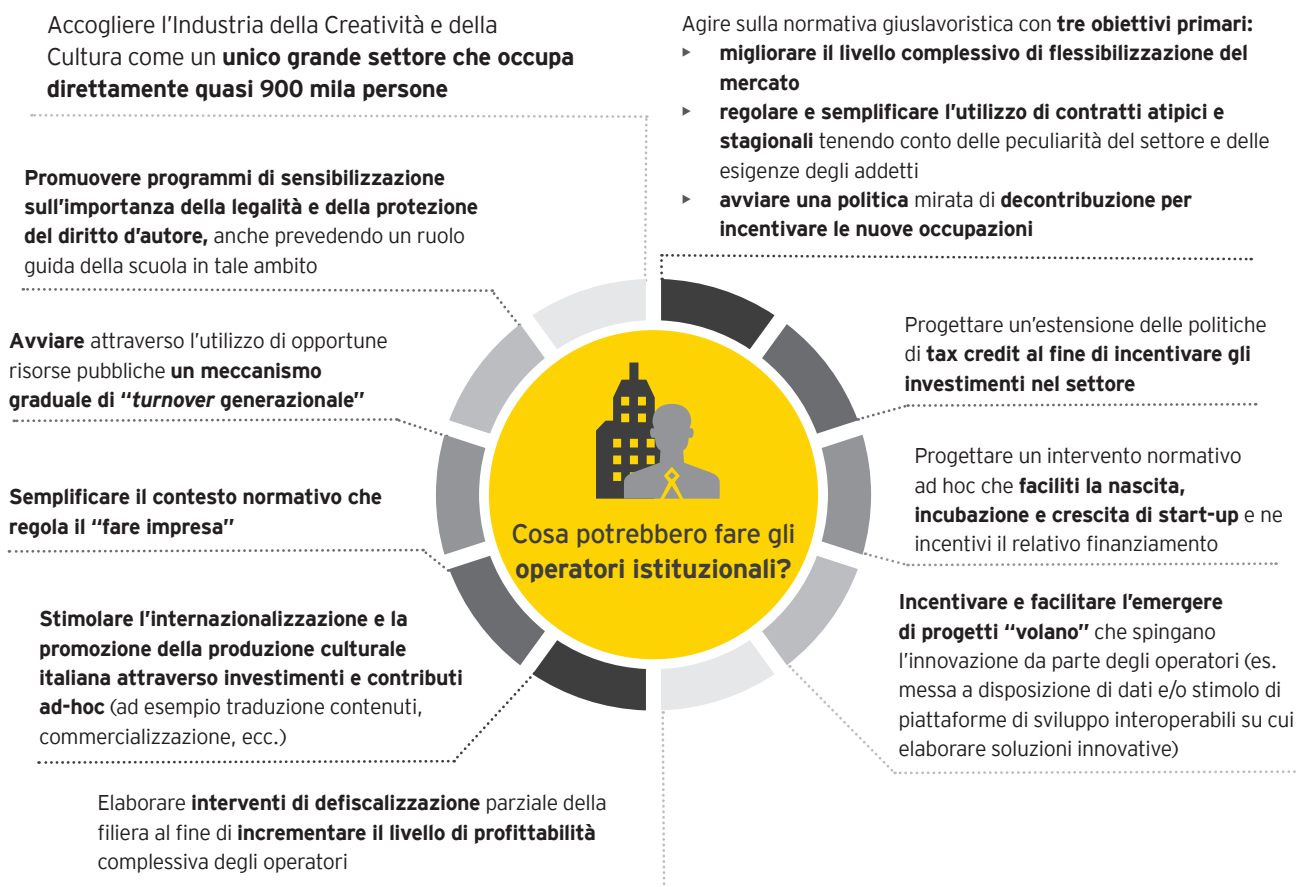 Accogliere l'Industria della Creatività e della
Cultura come un unico grande settore che occupa
direttamente quasi 900 mila persone
Agire sulla normativa giuslavoristica con tre obiettivi primari:
► migliorare il livello complessivo di flessibilizzazione del
mercato
► regolare e semplificare l'utilizzo di contratti atipici e
stagionali tenendo conto delle peculiarità del settore e delle
esigenze degli addetti
► avviare una politica mirata di decontribuzione per
incentivare le nuove occupazioni
Promuovere programmi di sensibilizzazione
sull'importanza della legalità e della protezione
del diritto d'autore, anche prevedendo un ruolo
guida della scuola in tale ambito
Avviare attraverso l'utilizzo di opportune
risorse pubbliche un meccanismo
graduale di "turnover generazionale"
Progettare un'estensione delle politiche
di tax credit al fine di incentivare gli
investimenti nel settore
Semplificare il contesto normativo che
regola il "fare impresa"
Progettare un intervento normativo
ad hoc che faciliti la nascita,
incubazione e crescita di start-up e ne
incentivi il relativo finanziamento
Cosa potrebbero fare gli
operatori istituzionali?
Stimolare l'internazionalizzazione e la
promozione della produzione culturale
italiana attraverso investimenti e contributi
ad-hoc (ad esempio traduzione contenuti,
commercializzazione, ecc.)
Incentivare e facilitare l'emergere
di progetti "volano" che spingano
l'innovazione da parte degli operatori (es.
messa a disposizione di dati e/o stimolo di
piattaforme di sviluppo interoperabili su cui
elaborare soluzioni innovative)
Elaborare interventi di defiscalizzazione parziale della
filiera al fine di incrementare il livello di profittabilità
complessiva degli operatori